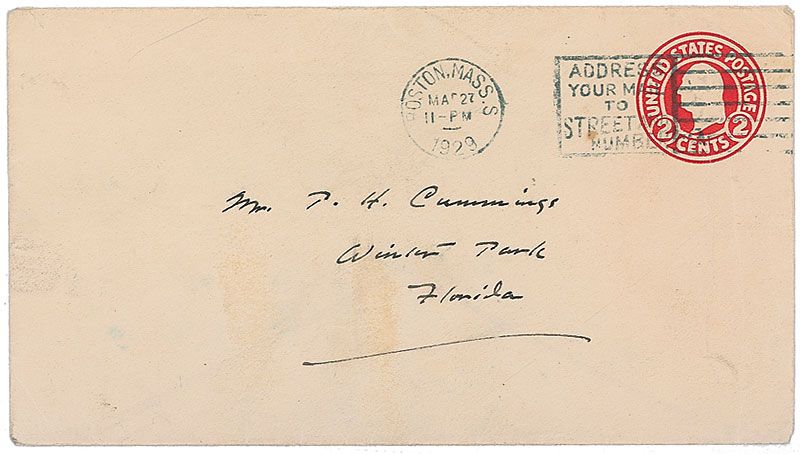 BOSTON, MASS. S
MAR 27
11-PM
1929
ADDRESS
YOUR M
TO
STREET
NUMB
UNITED STATES POSTAGE
2 CENTS 2
Mr. P. H. Cummings
Winter Park
Florida